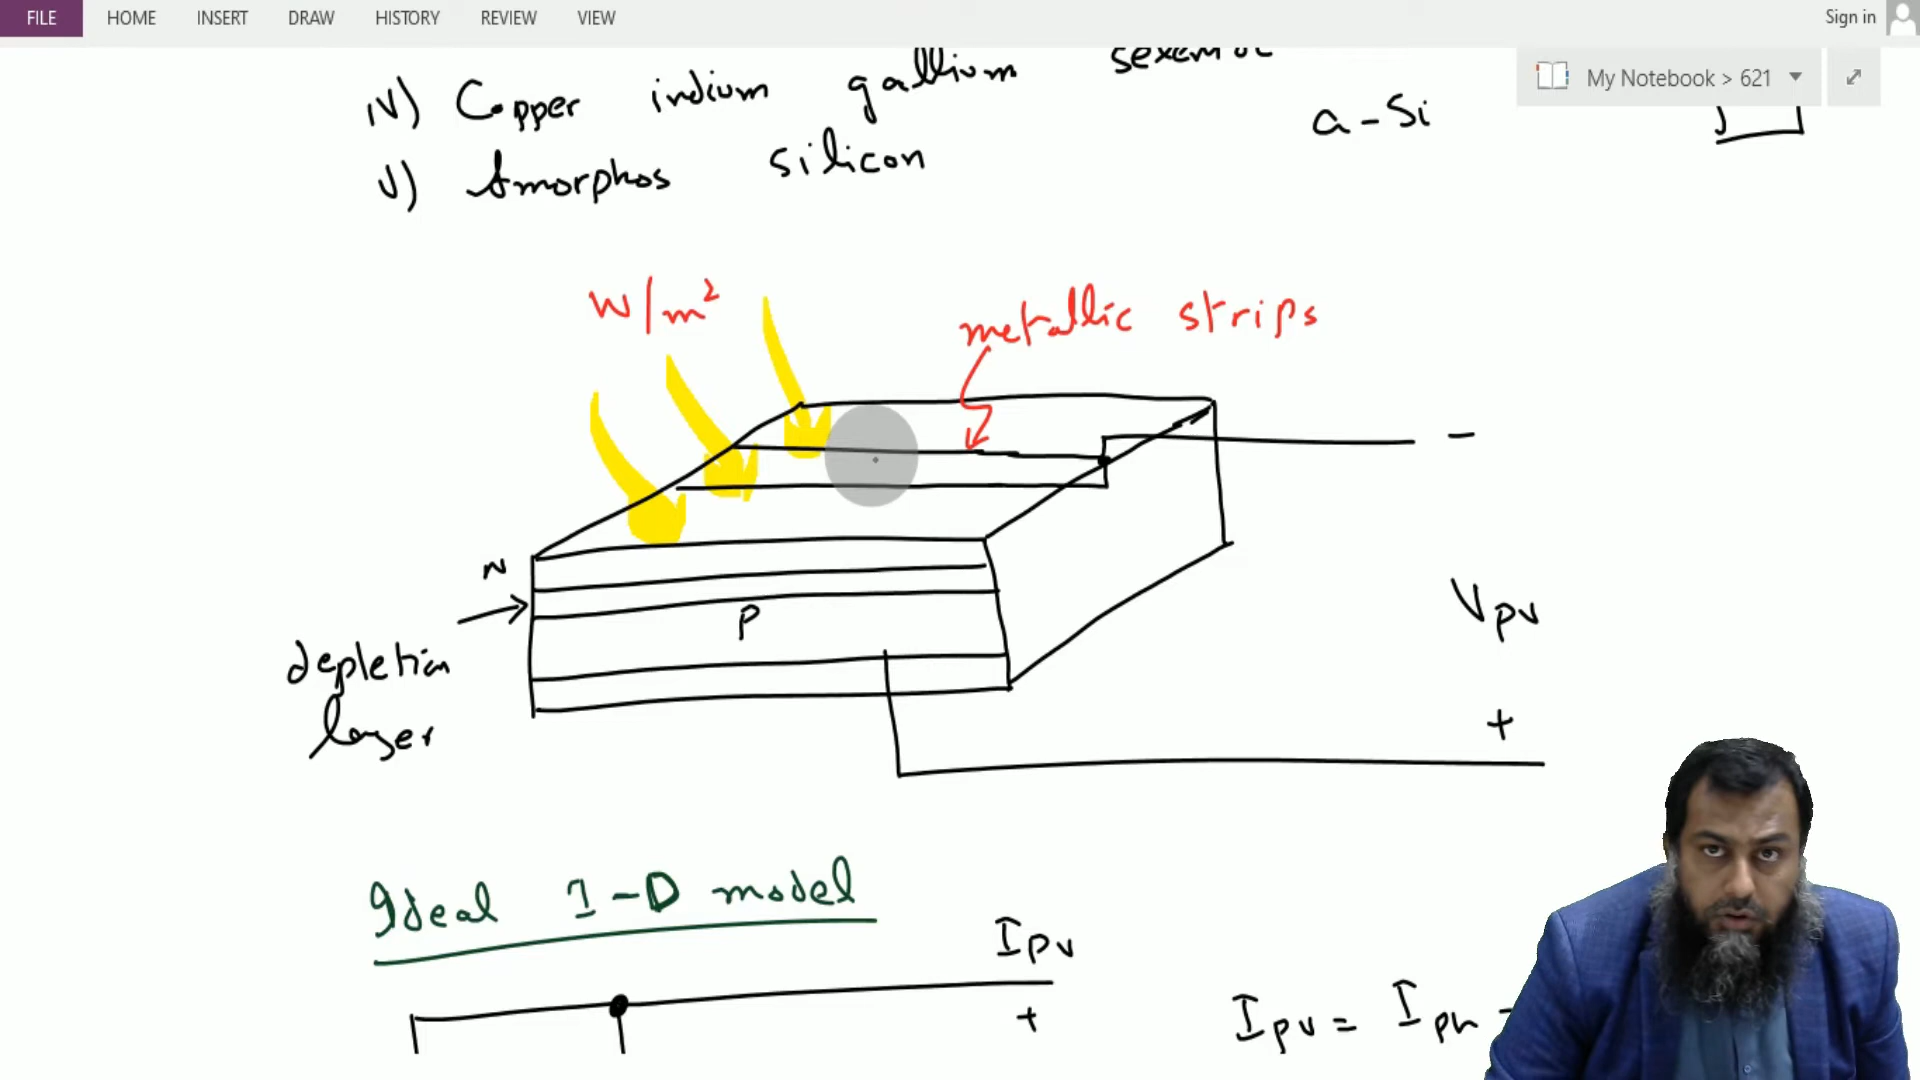 FILE HOME INSERT DRAW HISTORY REVIEW VIEW Sign in
My Notebook > 621
IV) Copper indium gallium
a-Si
V) Amorphos silicon
W/m²
metallic strips
-
N
P
depletion
layer
Vpv
+
Ideal 1-D model
Ipv
+
Ipv = Iph -